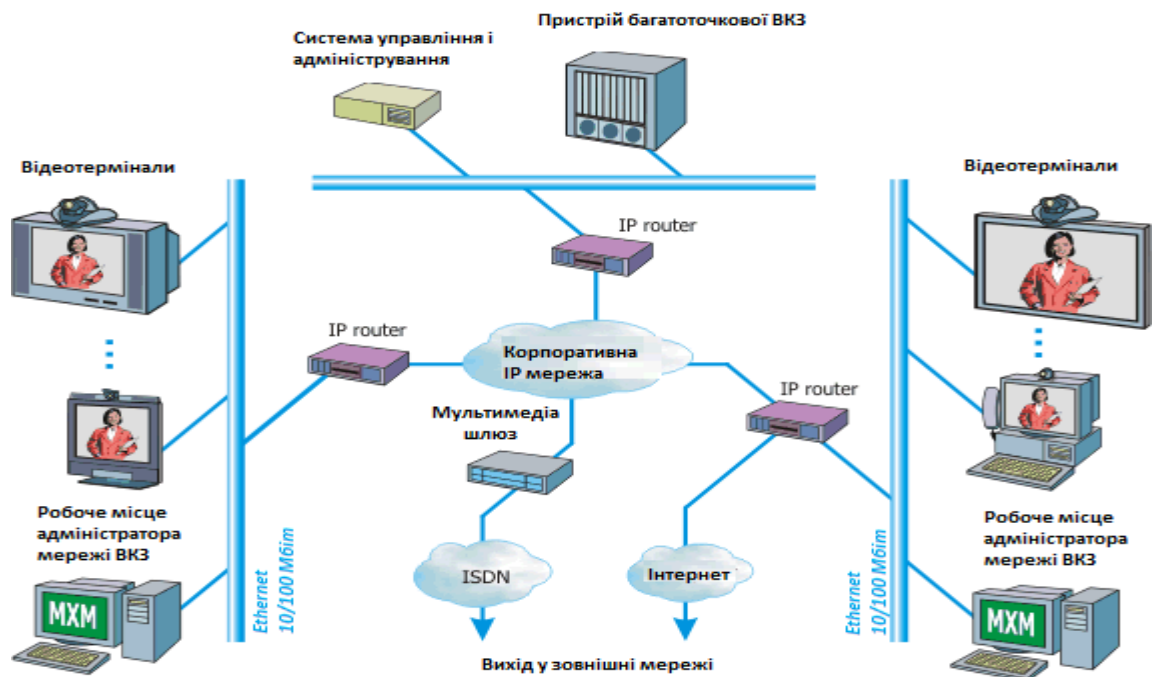 Пристрій багатоточкової ВКЗ
Система управління і
адміністрування
Відеотермінали
Відеотермінали
IP router
IP router
Корпоративна
IP мережа
IP router
Мультимедіа
шлюз
Робоче місце
адміністратора
мережі ВКЗ
Робоче місце
адміністратора
мережі ВКЗ
ISDN
Інтернет
Ethernet
10/100 Мбіт
Ethernet
10/100 Мбіт
MXM
MXM
Вихід у зовнішні мережі